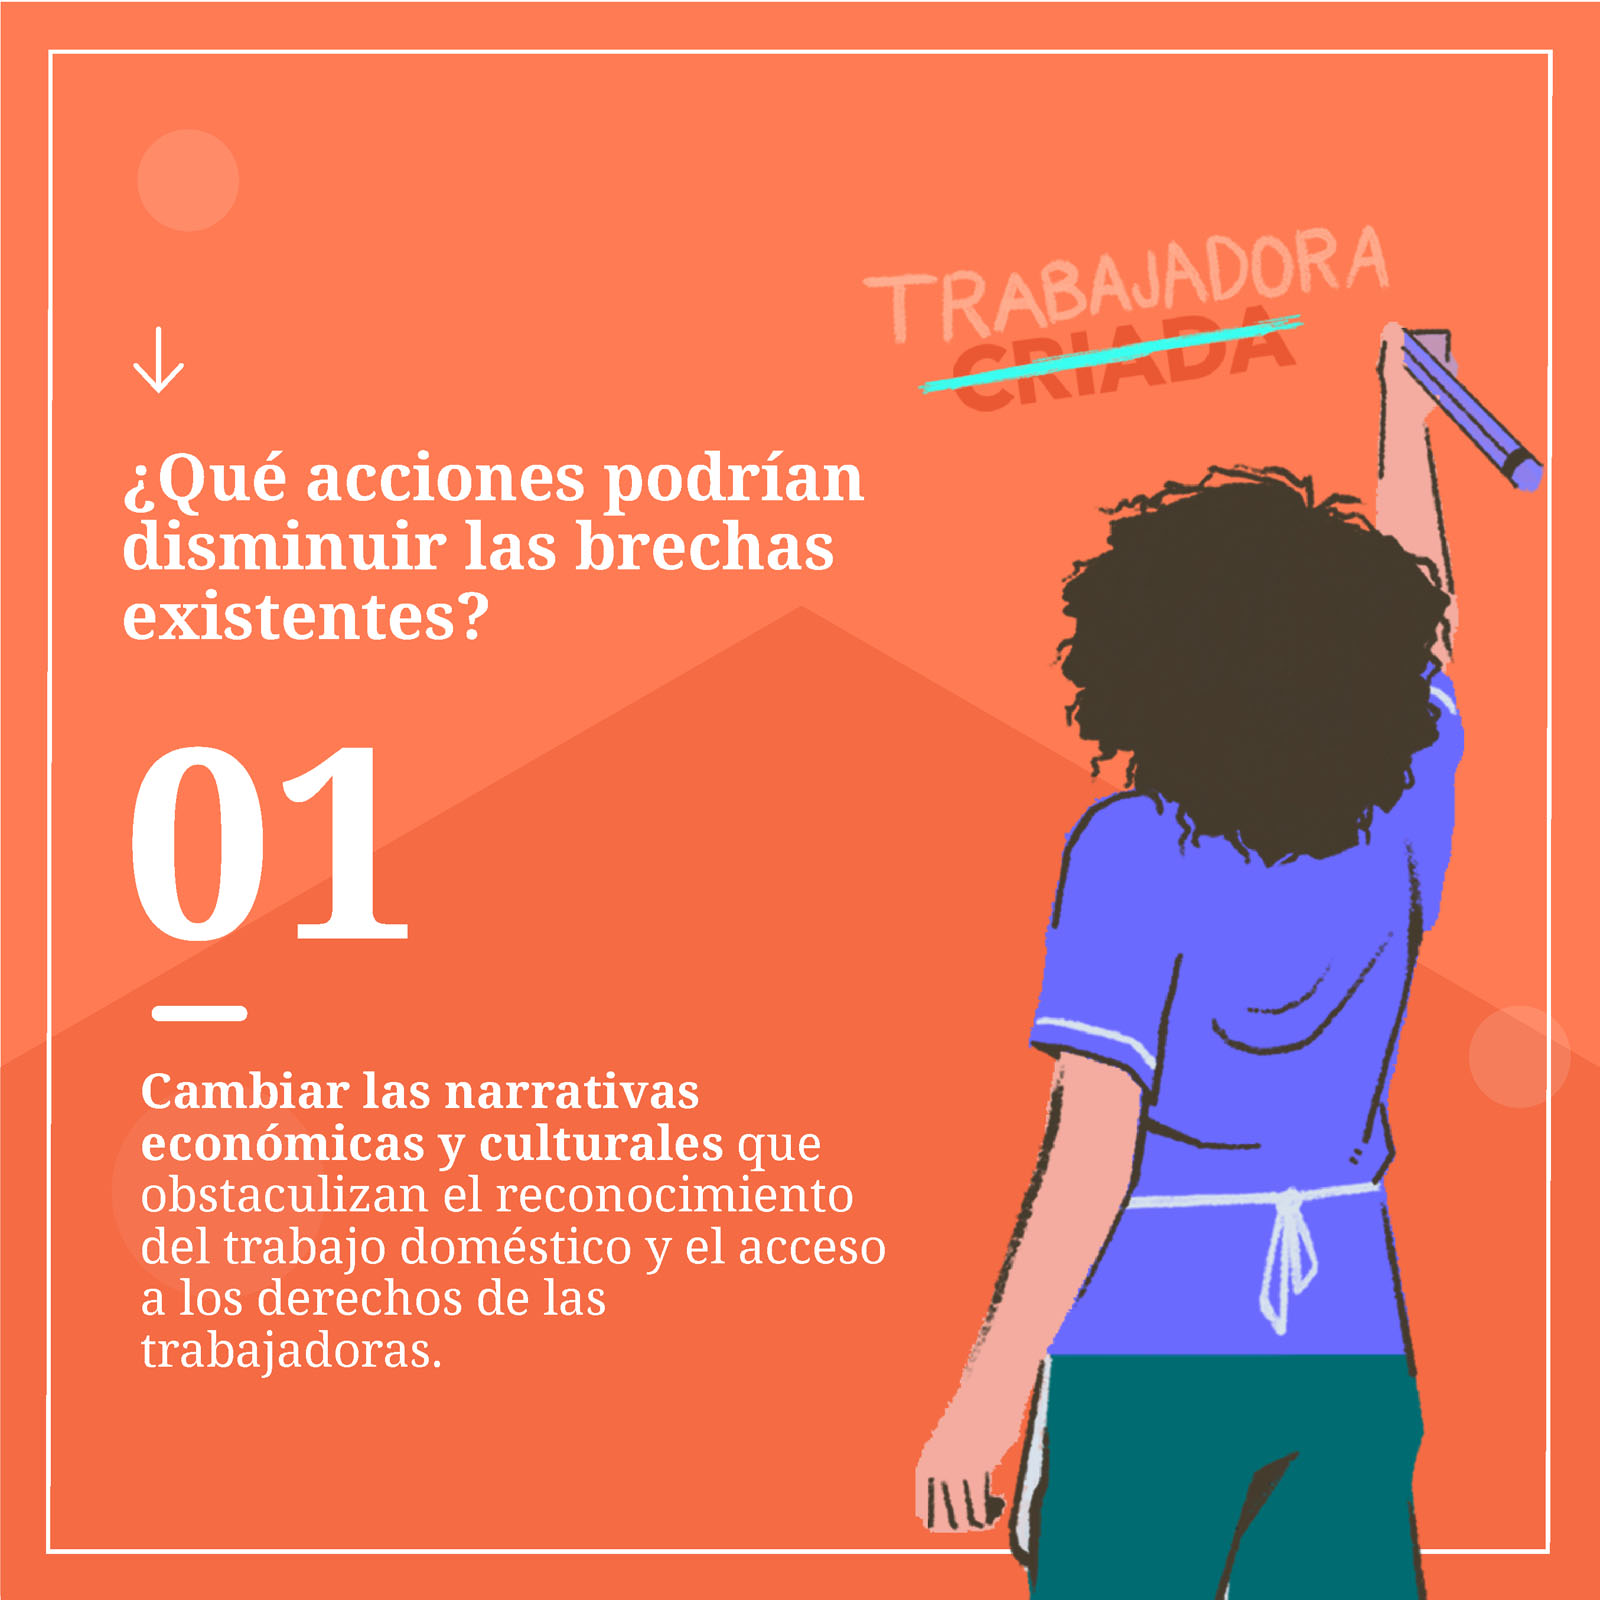 TRABAJADORA
CRIADA
¿Qué acciones podrían
disminuir las brechas
existentes?
01
Cambiar las narrativas
económicas y culturales que
obstaculizan el reconocimiento
del trabajo doméstico y el acceso
a los derechos de las
trabajadoras.